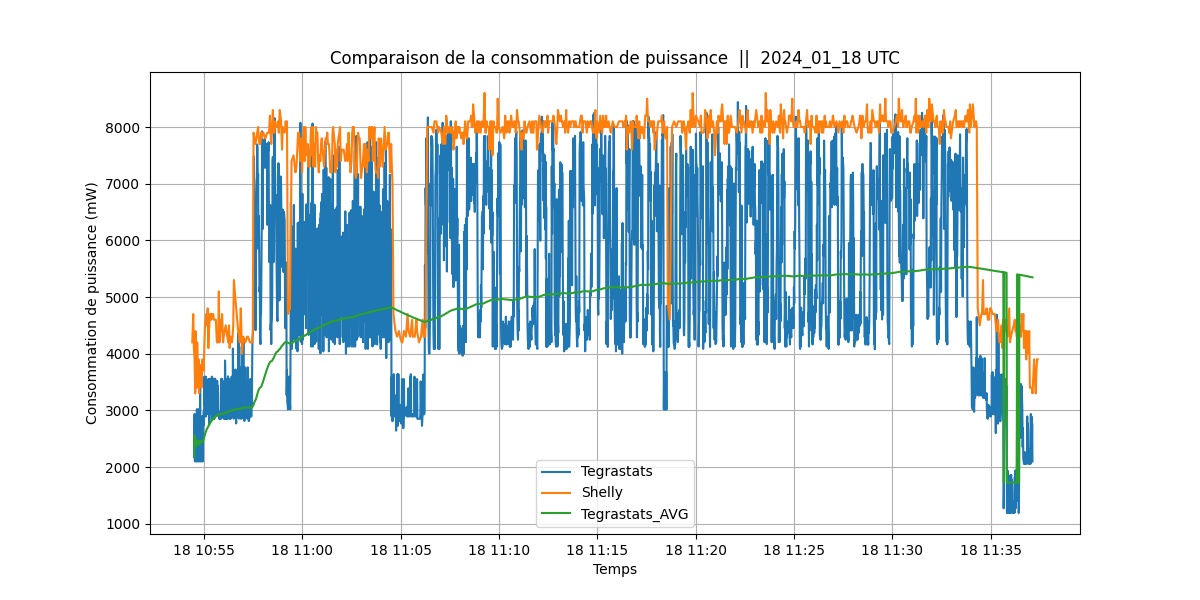 Comparaison de la consommation de puissance || 2024_01_18 UTC
Consommation de puissance (mW)
8000
7000
6000
5000
4000
3000
2000
1000
Tegrastats
Shelly
Tegrastats_AVG
18 10:55 18 11:00 18 11:05 18 11:10 18 11:15 18 11:20 18 11:25 18 11:30 18 11:35
Temps